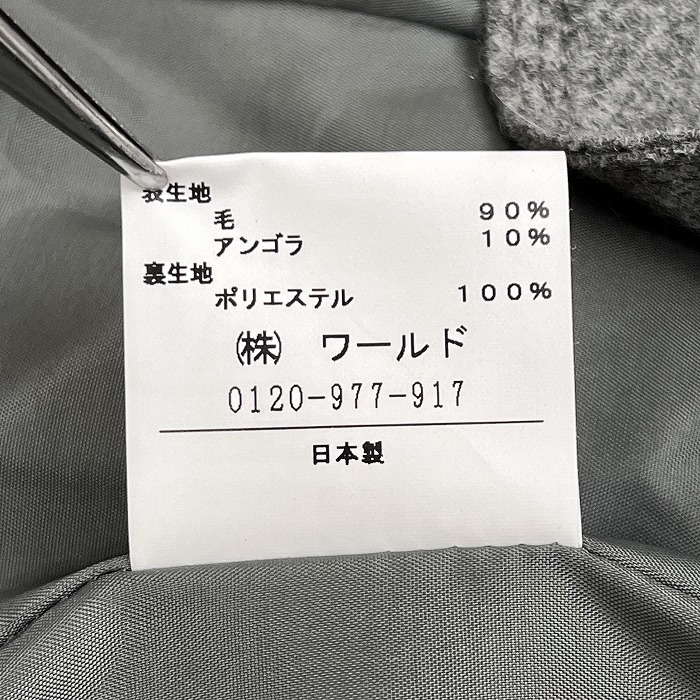 表生地
毛 90%
アンゴラ 10%
裏生地
ポリエステル 100%
㈱ ワールド
0120-977-917
日本製